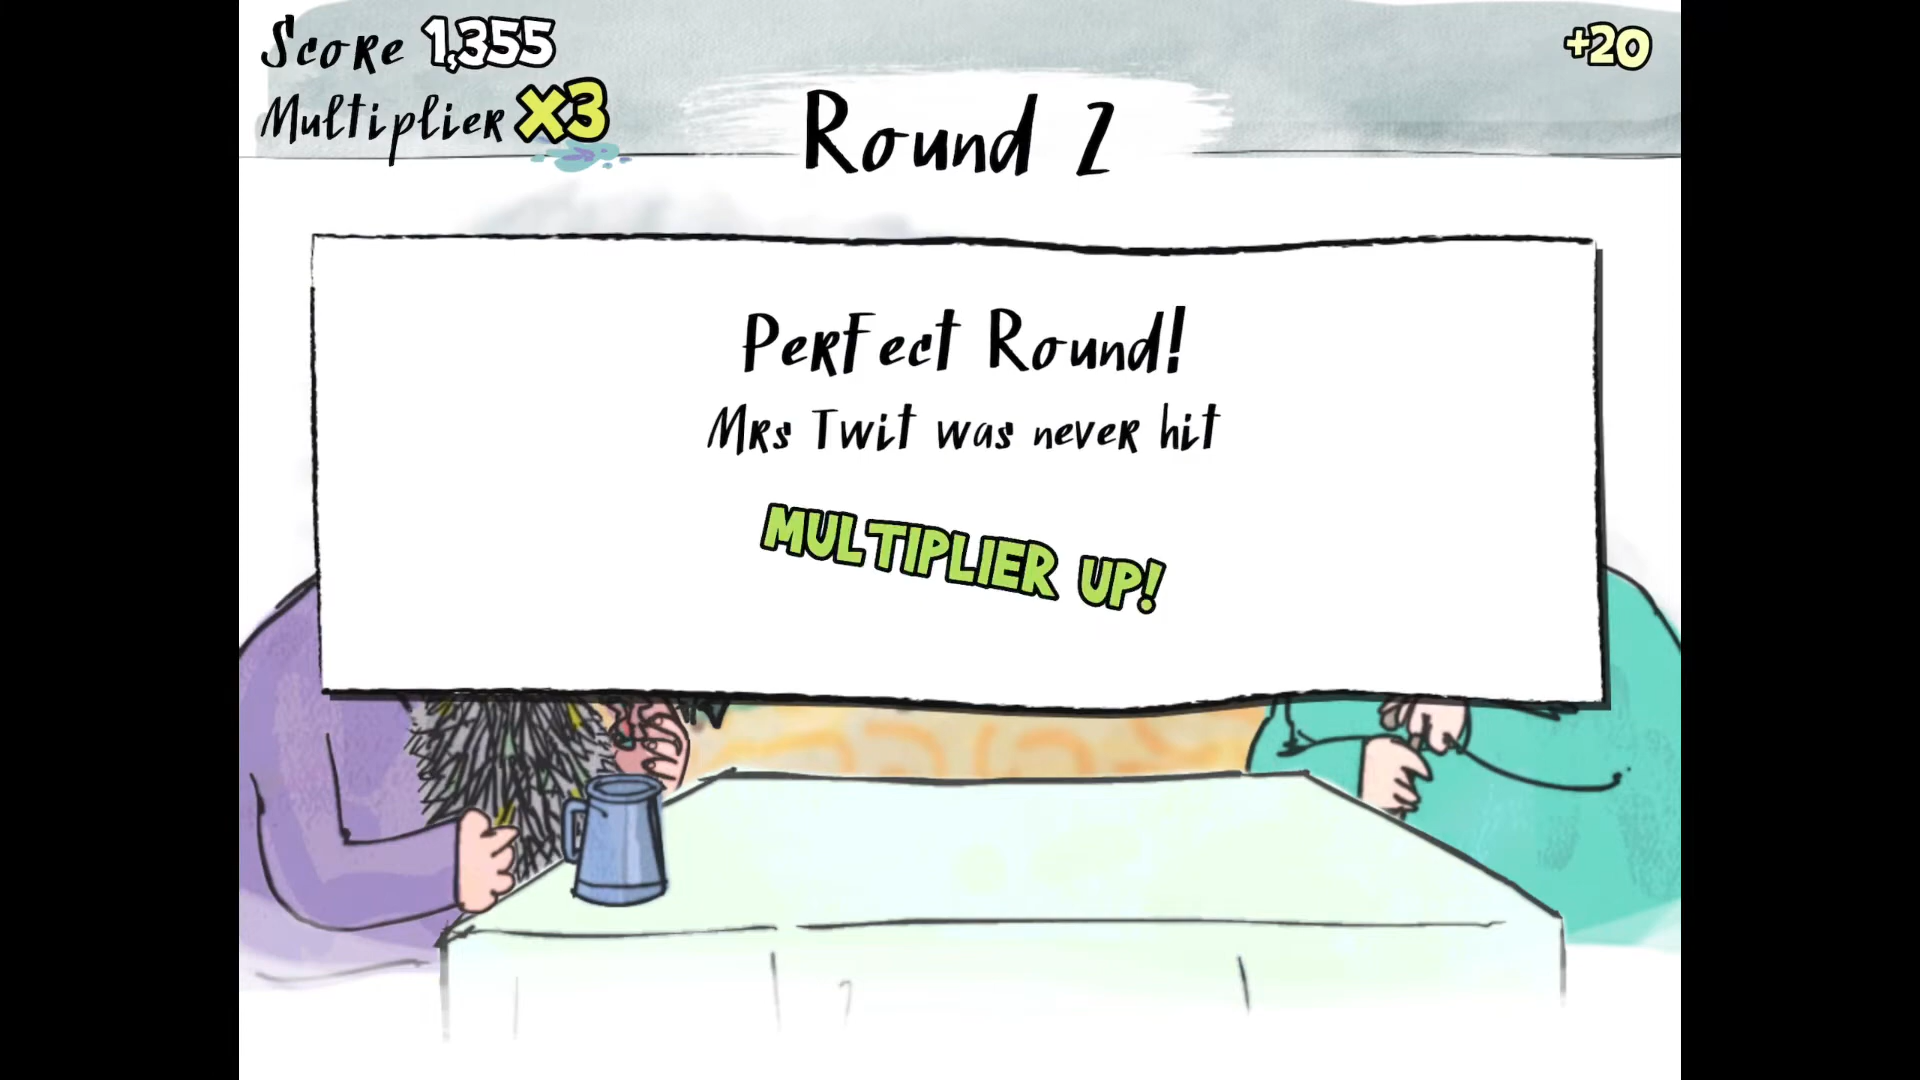 Score 1,355
+20
Multiplier x3
Round 2
Perfect Round!
Mrs Twit was never hit
MULTIPLIER UP!